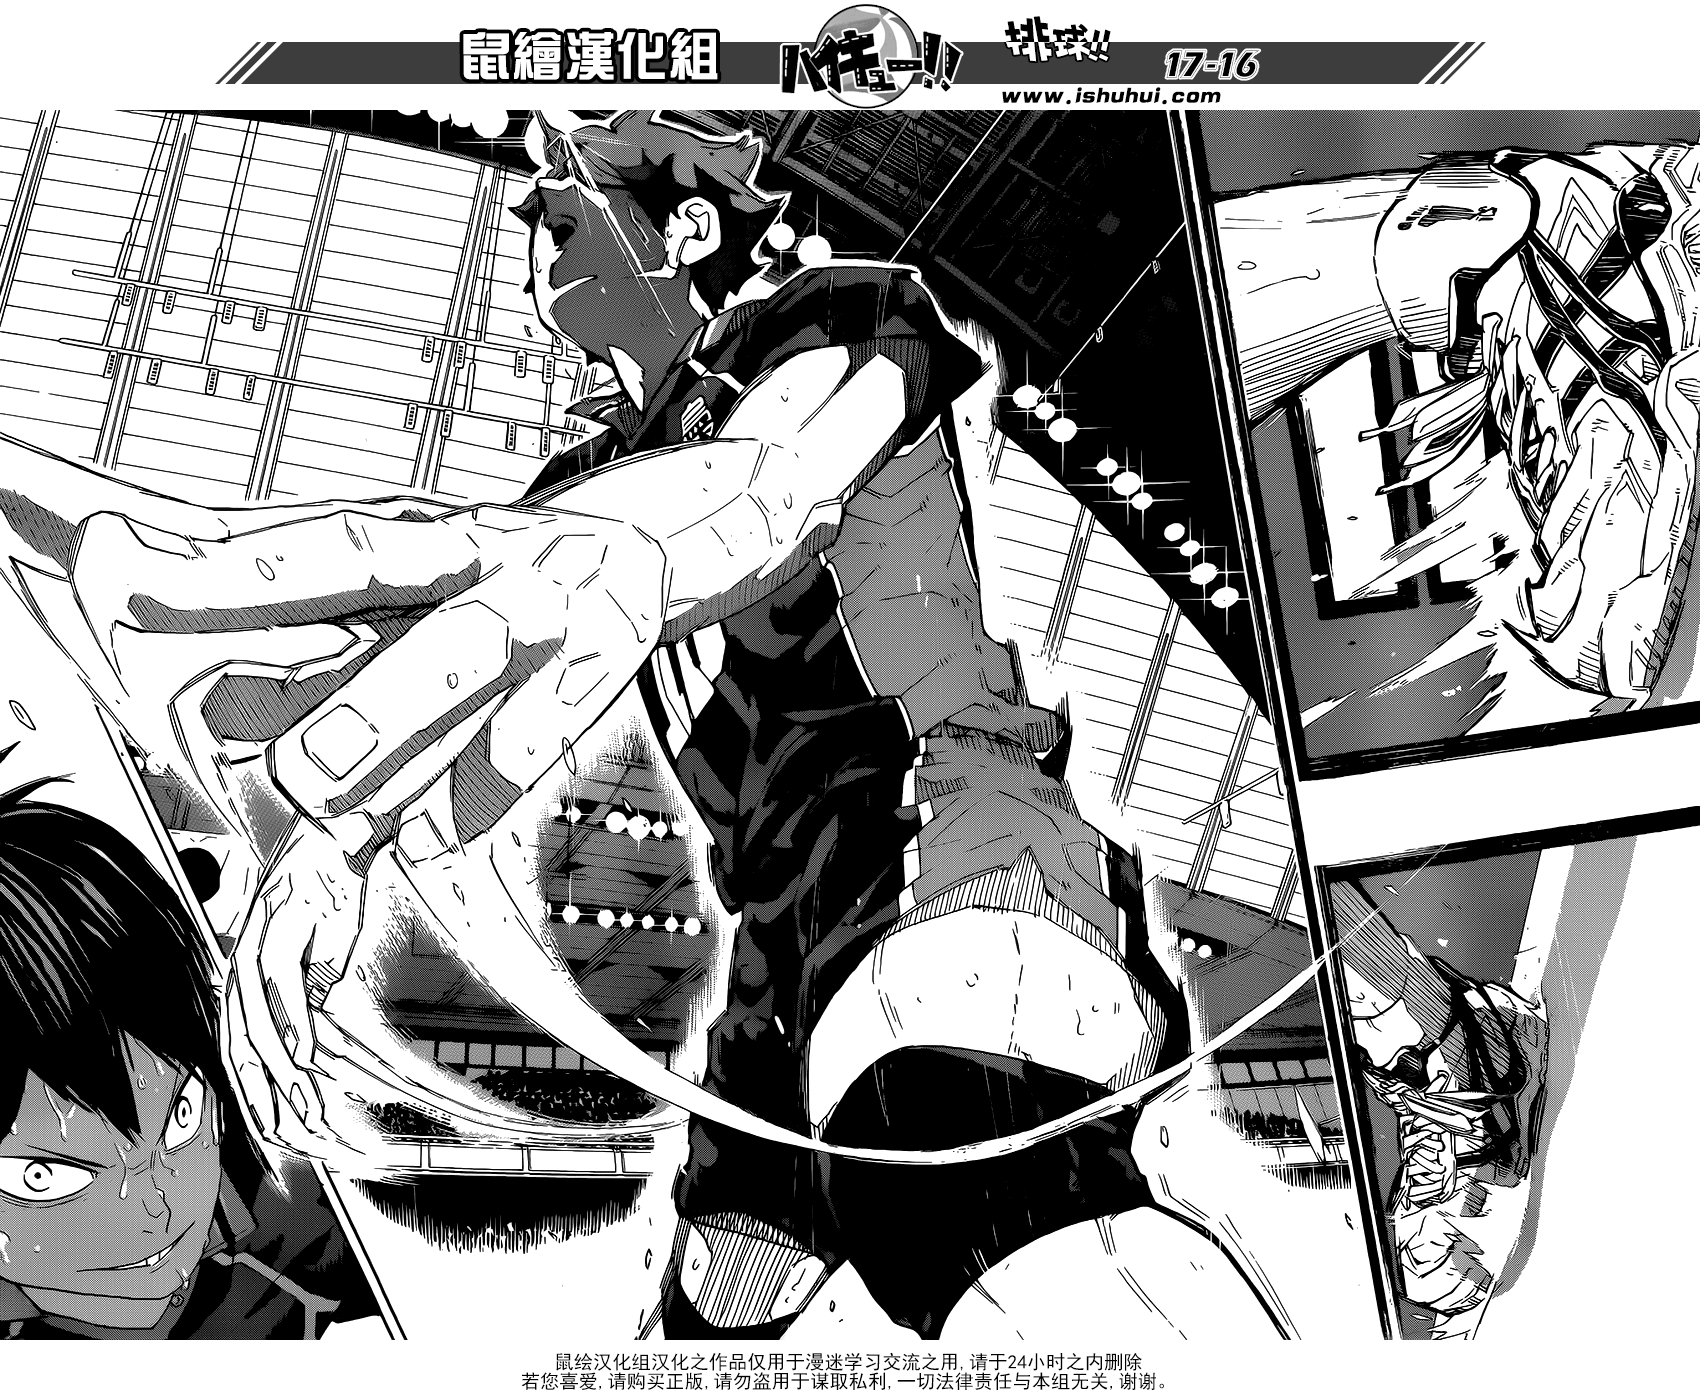 鼠繪漢化組
ハイキュー!!
排球!!
17-16
www.ishuhui.com
鼠绘汉化组汉化之作品仅用于漫迷学习交流之用,请于24小时之内删除
若您喜爱,请购买正版,请勿盗用于谋取私利,一切法律责任与本组无关,谢谢。